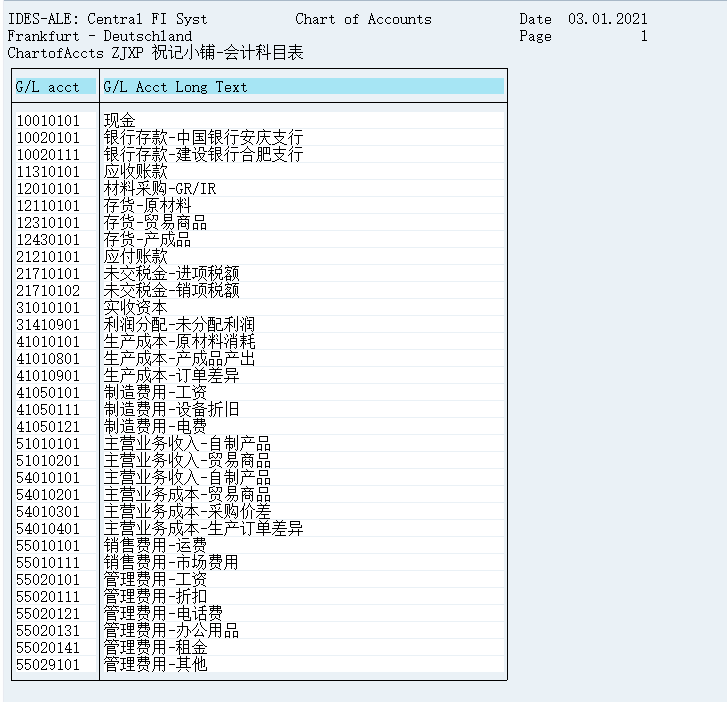 IDES-ALE: Central FI Syst Chart of Accounts Date 03.01.2021
Frankfurt - Deutschland Page 1
ChartofAccts ZJXP 祝记小铺-会计科目表
G/L acct G/L Acct Long Text
10010101 现金
10020101 银行存款-中国银行安庆支行
10020111 银行存款-建设银行合肥支行
11310101 应收账款
12010101 材料采购-GR/IR
12110101 存货-原材料
12310101 存货-贸易商品
12430101 存货-产成品
21210101 应付账款
21710101 未交税金-进项税额
21710102 未交税金-销项税额
31010101 实收资本
31410901 利润分配-未分配利润
41010101 生产成本-原材料消耗
41010801 生产成本-产成品产出
41010901 生产成本-订单差异
41050101 制造费用-工资
41050111 制造费用-设备折旧
41050121 制造费用-电费
51010101 主营业务收入-自制产品
51010201 主营业务收入-贸易商品
54010101 主营业务收入-自制产品
54010201 主营业务成本-贸易商品
54010301 主营业务成本-采购价差
54010401 主营业务成本-生产订单差异
55010101 销售费用-运费
55010111 销售费用-市场费用
55020101 管理费用-工资
55020111 管理费用-折扣
55020121 管理费用-电话费
55020131 管理费用-办公用品
55020141 管理费用-租金
55029101 管理费用-其他